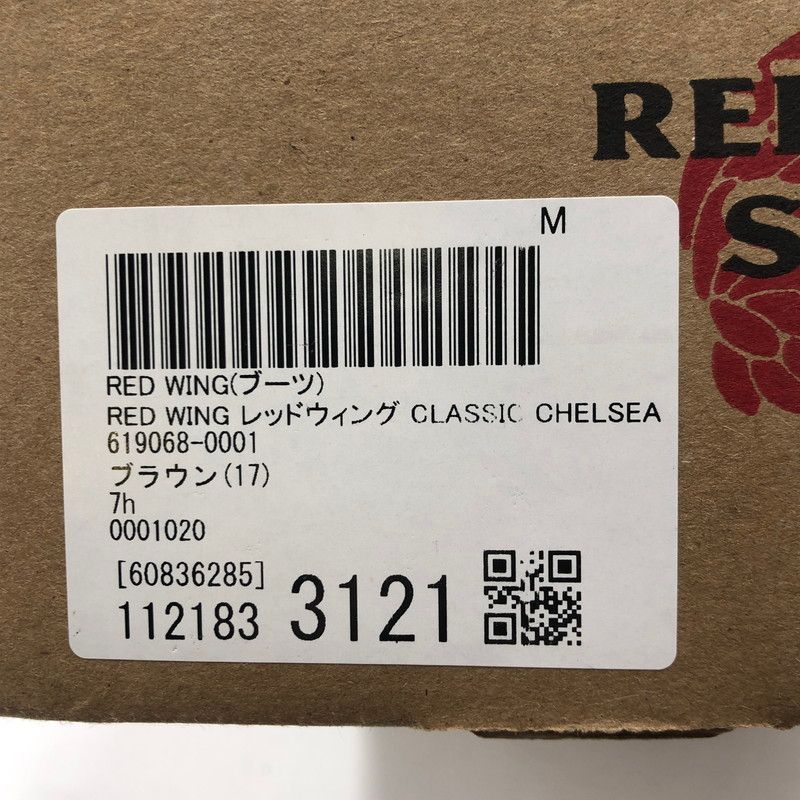 RED
S
M
RED WING(ブーツ)
RED WING レッドウィング CLASSIC CHELSEA
619068-0001
ブラウン(17)
7h
0001020
[60836285]
112183 3121